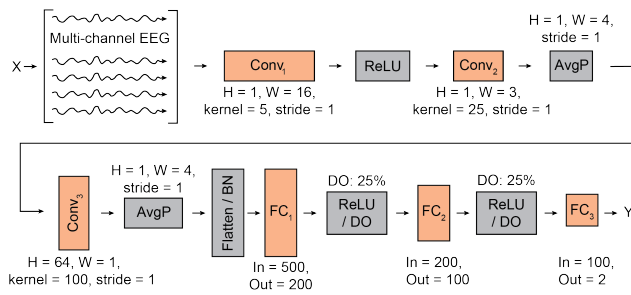 H = 1, W = 4,
stride = 1
Multi-channel EEG
X
Conv₁
ReLU
Conv₂
AvgP
H = 1, W = 16,
kernel = 5, stride = 1
H = 1, W = 3,
kernel = 25, stride = 1
H = 1, W = 4,
stride = 1
DO: 25%
DO: 25%
Conv₃
AvgP
Flatten / BN
FC₁
ReLU
/ DO
FC₂
ReLU
/ DO
FC₃
Y
H = 64, W = 1,
kernel = 100, stride = 1
In = 500,
Out = 200
In = 200,
Out = 100
In = 100,
Out = 2